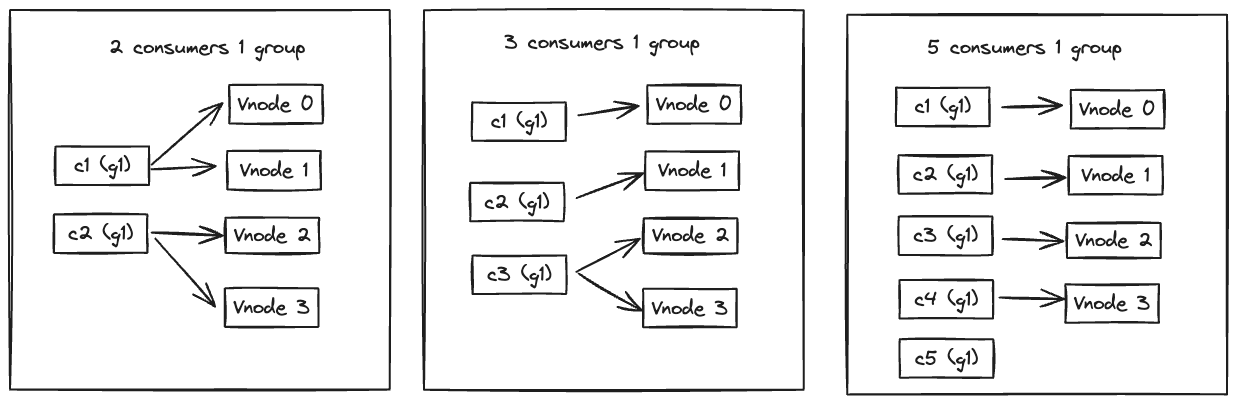 2 consumers 1 group
Vnode 0
c1 (g1)
Vnode 1
c2 (g1)
Vnode 2
Vnode 3
3 consumers 1 group
c1 (g1)
Vnode 0
c2 (g1)
Vnode 1
Vnode 2
c3 (g1)
Vnode 3
5 consumers 1 group
c1 (g1)
Vnode 0
c2 (g1)
Vnode 1
c3 (g1)
Vnode 2
c4 (g1)
Vnode 3
c5 (g1)